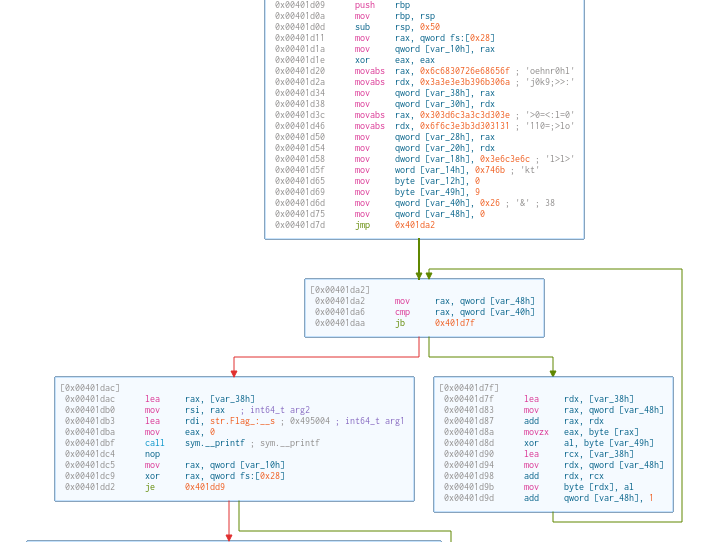 0x00401d09 push rbp
0x00401d0a mov rbp, rsp
0x00401d0d sub rsp, 0x50
0x00401d11 mov rax, qword fs:[0x28]
0x00401d1a mov qword [var_10h], rax
0x00401d1e xor eax, eax
0x00401d20 movabs rax, 0x6c6830726e68656f ; 'oehnr0hl'
0x00401d2a movabs rdx, 0x3a3e3e3b396b306a ; 'j0k9;>>:'
0x00401d34 mov qword [var_38h], rax
0x00401d38 mov qword [var_30h], rdx
0x00401d3c movabs rax, 0x303d6c3a3c3d303e ; '>0=<:l=0'
0x00401d46 movabs rdx, 0x6f6c3e3b3d303131 ; '110=;>lo'
0x00401d50 mov qword [var_28h], rax
0x00401d54 mov qword [var_20h], rdx
0x00401d58 mov dword [var_18h], 0x3e6c3e6c ; 'l>l>'
0x00401d5f mov word [var_14h], 0x746b ; 'kt'
0x00401d65 mov byte [var_12h], 0
0x00401d69 mov byte [var_49h], 9
0x00401d6d mov qword [var_40h], 0x26 ; '&' ; 38
0x00401d75 mov qword [var_48h], 0
0x00401d7d jmp 0x401da2
[0x00401da2]
0x00401da2 mov rax, qword [var_48h]
0x00401da6 cmp rax, qword [var_40h]
0x00401daa jb 0x401d7f
[0x00401dac]
0x00401dac lea rax, [var_38h]
0x00401db0 mov rsi, rax ; int64_t arg2
0x00401db3 lea rdi, str.Flag_:__s ; 0x495004 ; int64_t arg1
0x00401dba mov eax, 0
0x00401dbf call sym.__printf ; sym.__printf
0x00401dc4 nop
0x00401dc5 mov rax, qword [var_10h]
0x00401dc9 xor rax, qword fs:[0x28]
0x00401dd2 je 0x401dd9
[0x00401d7f]
0x00401d7f lea rdx, [var_38h]
0x00401d83 mov rax, qword [var_48h]
0x00401d87 add rax, rdx
0x00401d8a movzx eax, byte [rax]
0x00401d8d xor al, byte [var_49h]
0x00401d90 lea rcx, [var_38h]
0x00401d94 mov rdx, qword [var_48h]
0x00401d98 add rdx, rcx
0x00401d9b mov byte [rdx], al
0x00401d9d add qword [var_48h], 1